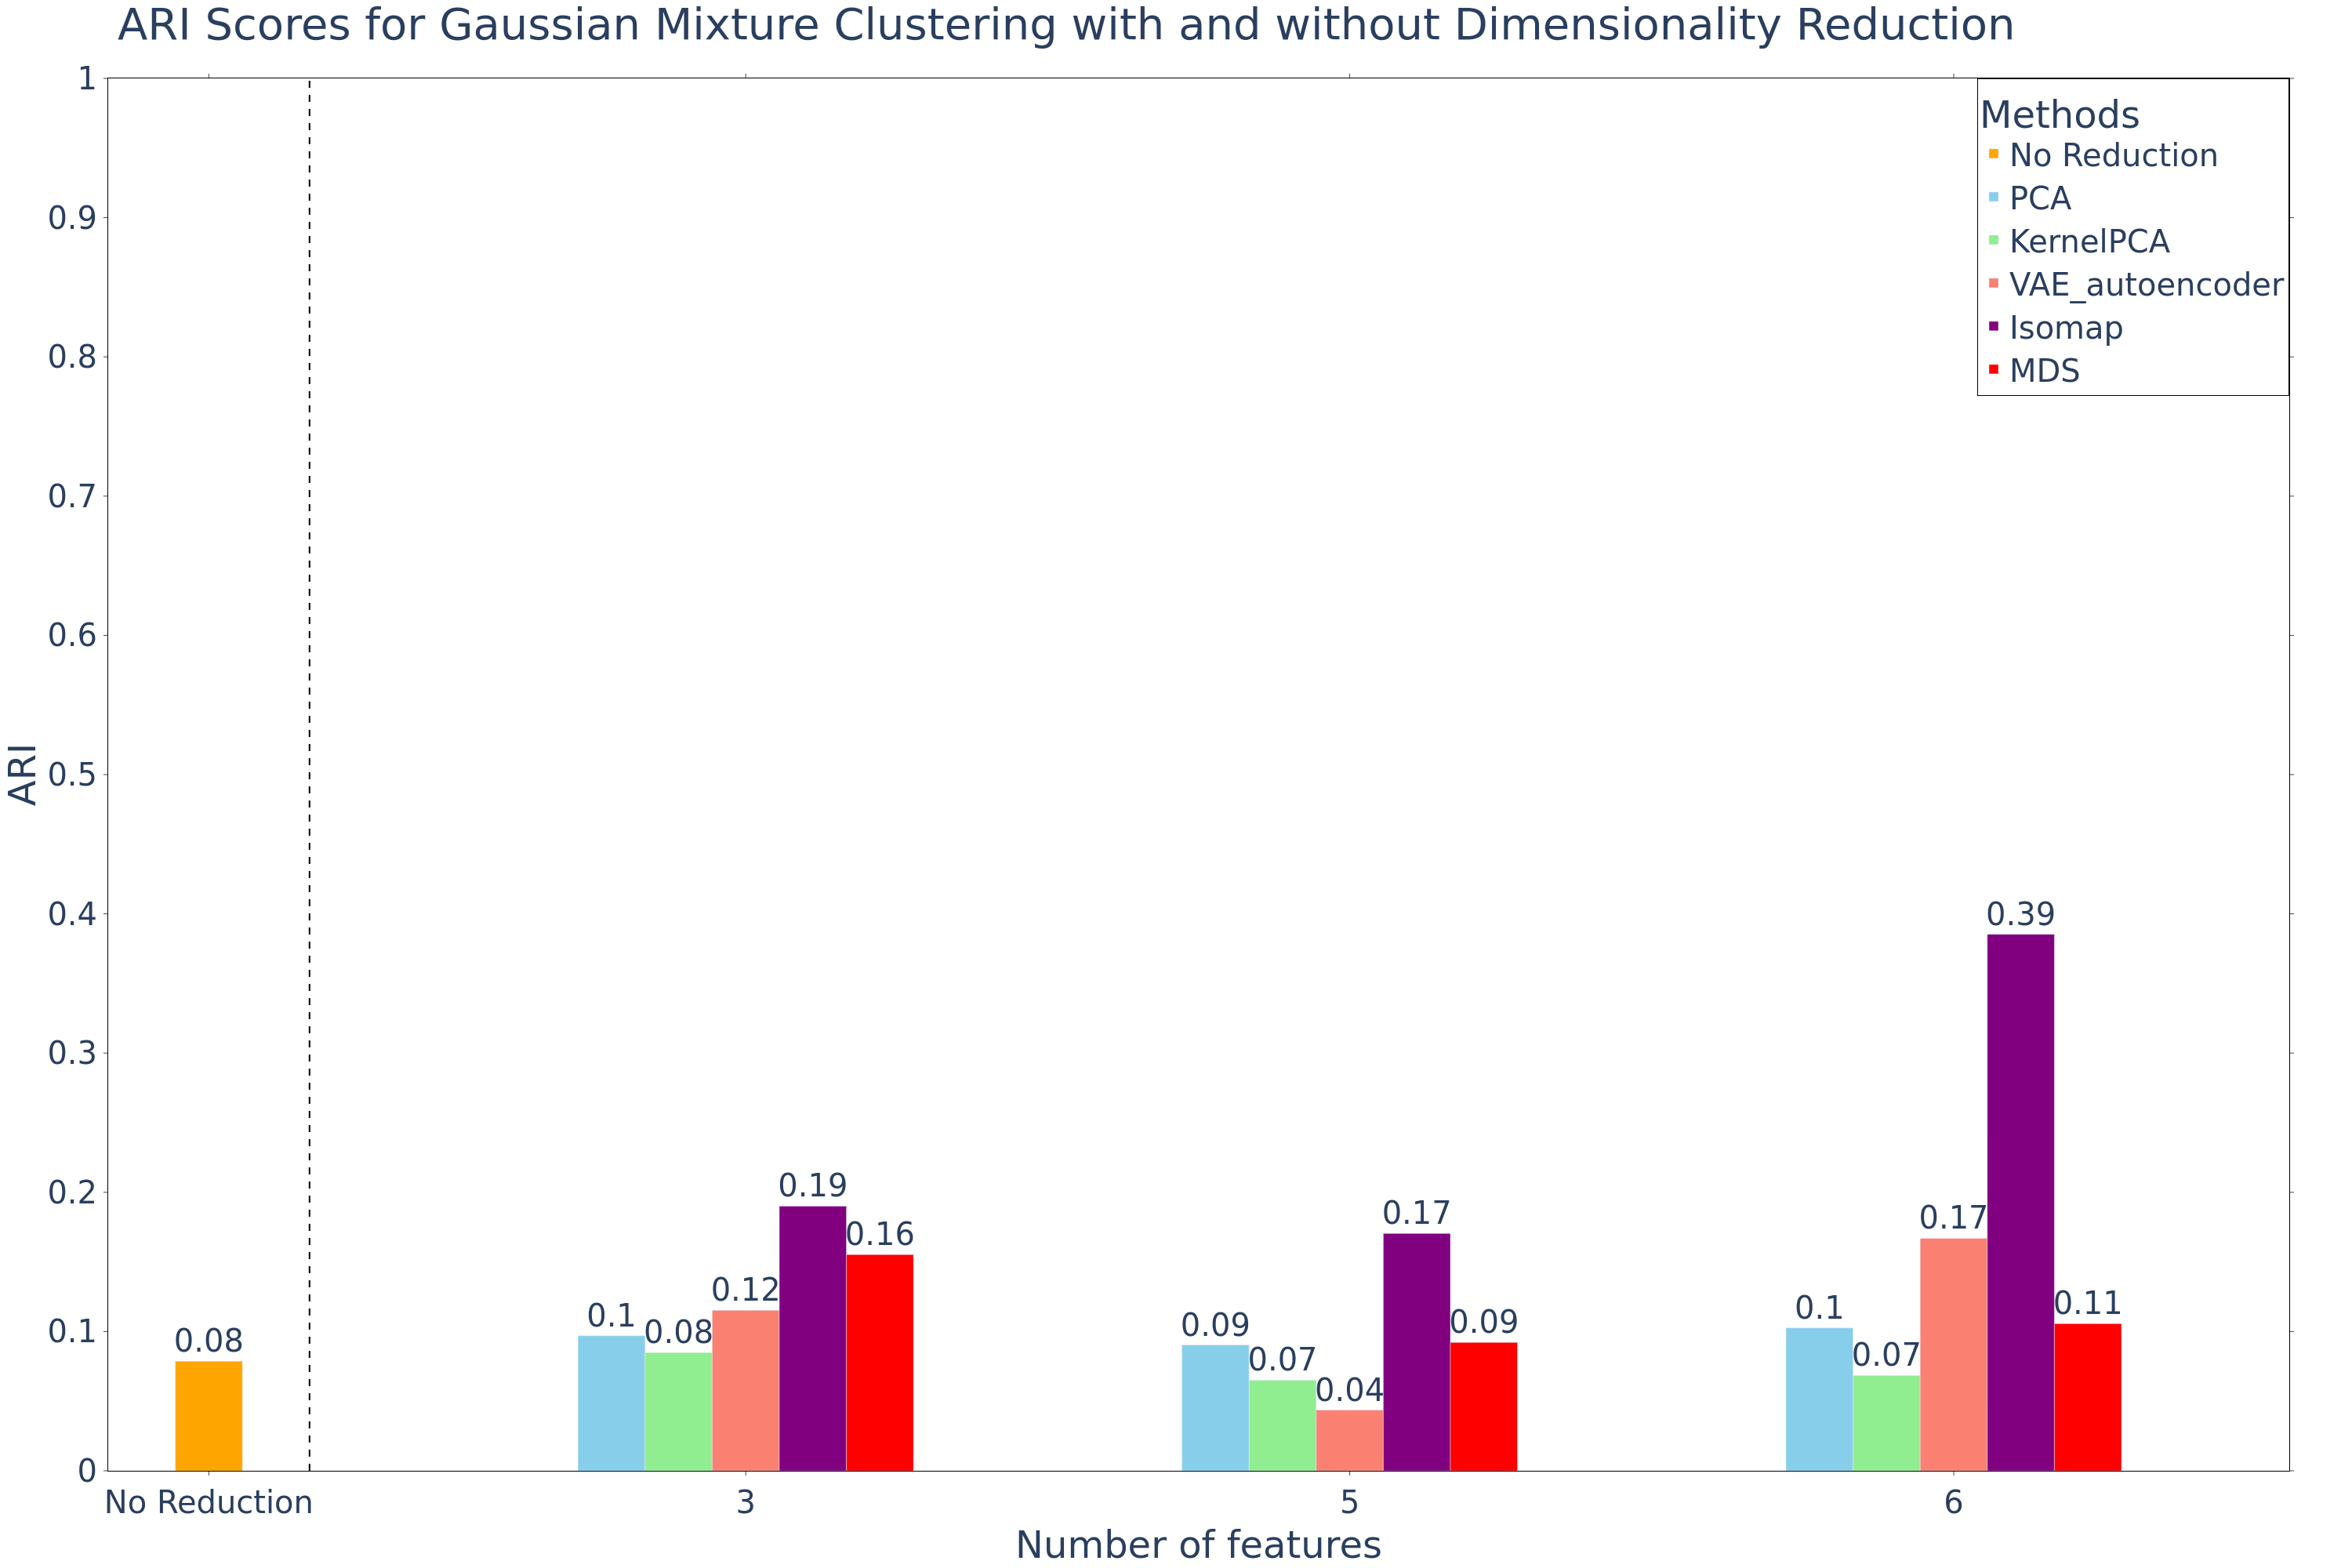 ARI Scores for Gaussian Mixture Clustering with and without Dimensionality Reduction
Methods
No Reduction
PCA
KernelPCA
VAE_autoencoder
Isomap
MDS
ARI
1
0.9
0.8
0.7
0.6
0.5
0.4
0.3
0.2
0.1
0
0.08
0.1
0.08
0.12
0.19
0.16
0.09
0.07
0.04
0.17
0.09
0.1
0.07
0.17
0.39
0.11
No Reduction
3
5
6
Number of features